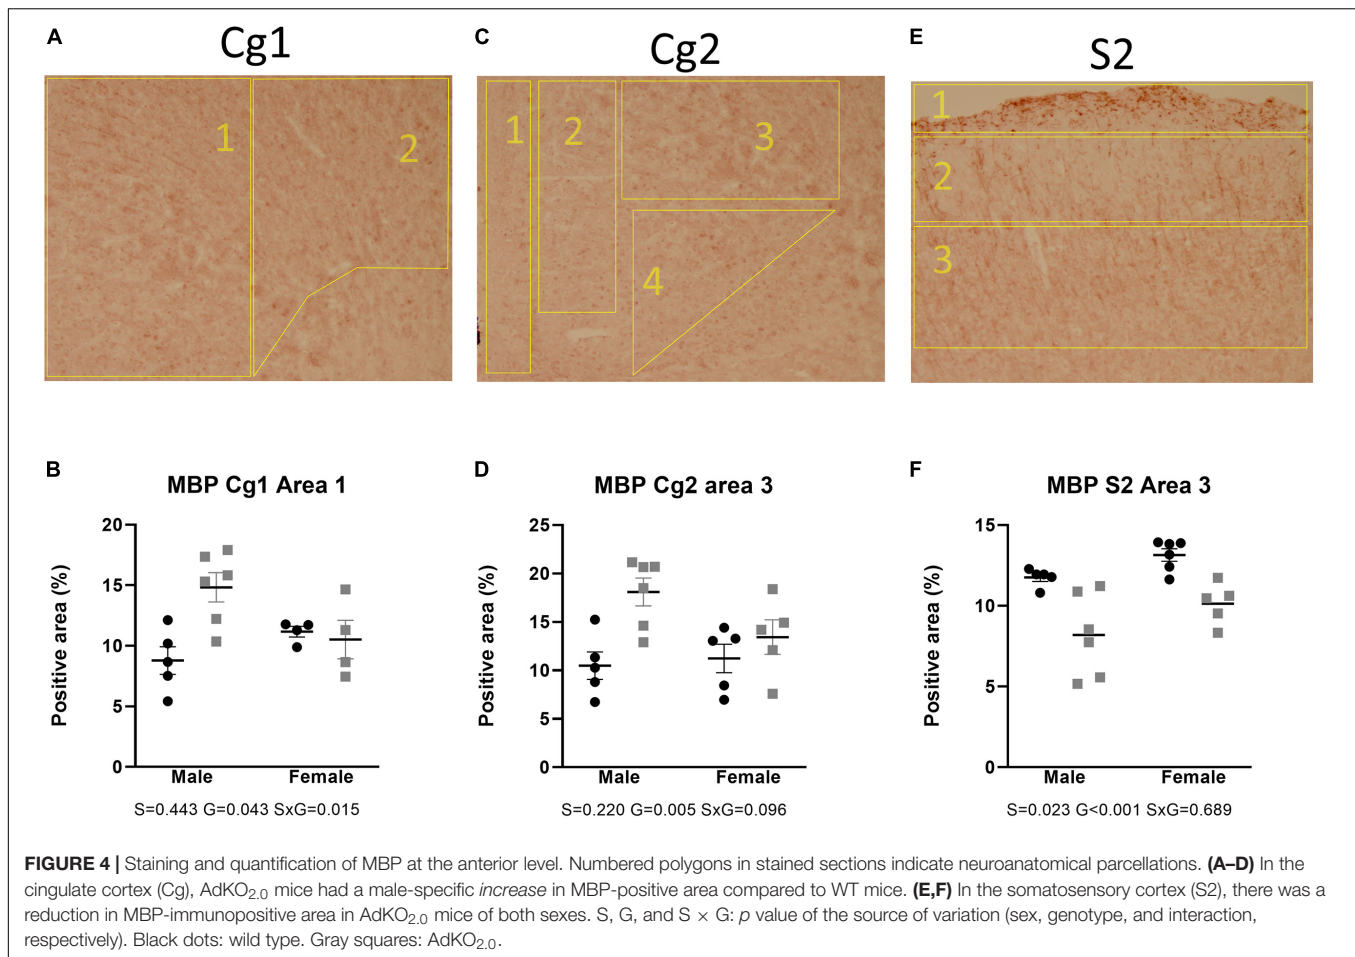 A
Cg1
C
Cg2
E
S2
1
2
1
2
3
4
1
2
3
B
MBP Cg1 Area 1
Positive area (%)
20
15
10
5
0
Male
Female
S=0.443 G=0.043 SxG=0.015
D
MBP Cg2 area 3
Positive area (%)
25
20
15
10
5
0
Male
Female
S=0.220 G=0.005 SxG=0.096
F
MBP S2 Area 3
Positive area (%)
15
10
5
0
Male
Female
S=0.023 G<0.001 SxG=0.689
FIGURE 4 | Staining and quantification of MBP at the anterior level. Numbered polygons in stained sections indicate neuroanatomical parcellations. (A–D) In the
cingulate cortex (Cg), AdKO2.0 mice had a male-specific increase in MBP-positive area compared to WT mice. (E,F) In the somatosensory cortex (S2), there was a
reduction in MBP-immunopositive area in AdKO2.0 mice of both sexes. S, G, and S × G: p value of the source of variation (sex, genotype, and interaction,
respectively). Black dots: wild type. Gray squares: AdKO2.0.